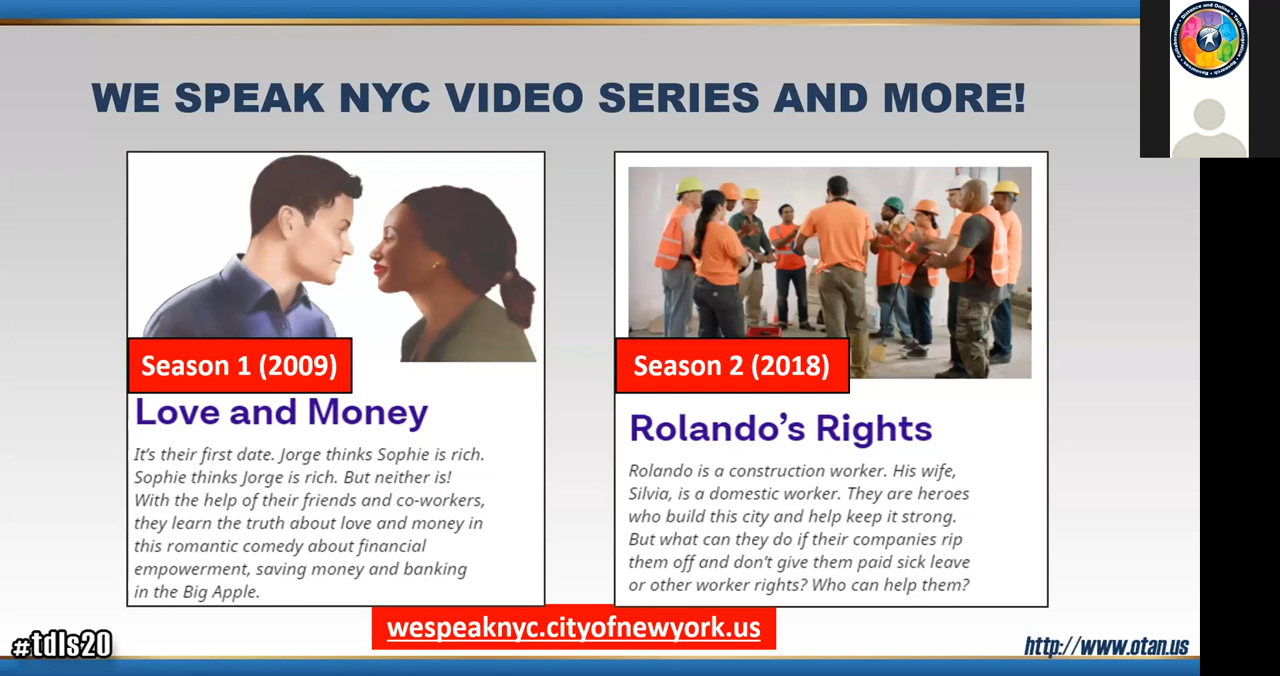 WE SPEAK NYC VIDEO SERIES AND MORE!
Season 1 (2009)
Love and Money
It's their first date. Jorge thinks Sophie is rich.
Sophie thinks Jorge is rich. But neither is!
With the help of their friends and co-workers,
they learn the truth about love and money in
this romantic comedy about financial
empowerment, saving money and banking
in the Big Apple.
Season 2 (2018)
Rolando's Rights
Rolando is a construction worker. His wife,
Silvia, is a domestic worker. They are heroes
who build this city and help keep it strong.
But what can they do if their companies rip
them off and don't give them paid sick leave
or other worker rights? Who can help them?
wespeaknyc.cityofnewyork.us
#tdls20
http://www.otan.us